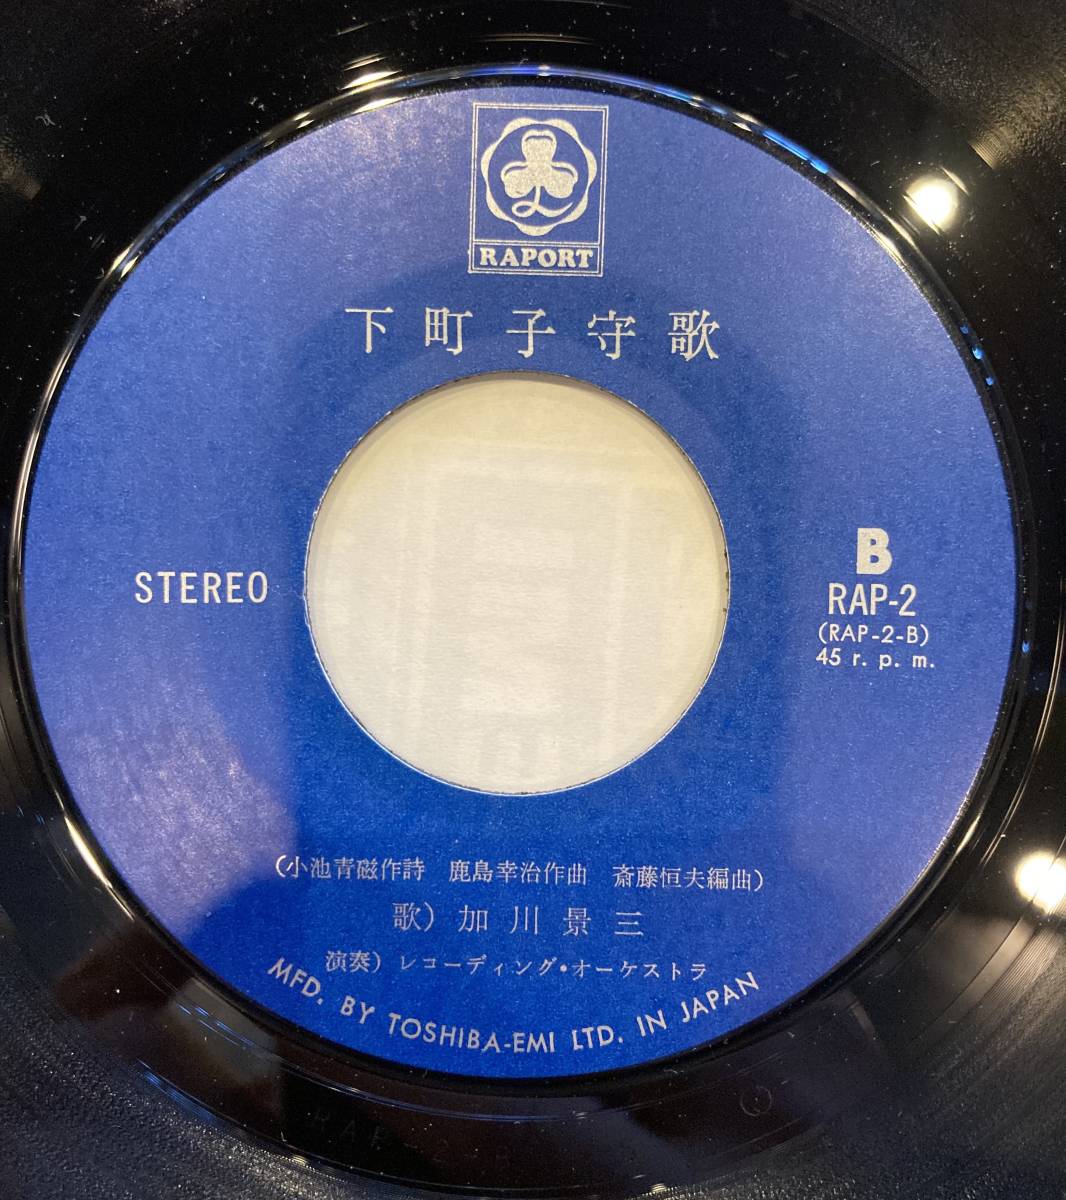 RAPORT
下町子守歌
STEREO
B
RAP-2
(RAP-2-B)
45 r. p. m.
(小池青磁作詩 鹿島幸治作曲 斎藤恒夫編曲)
歌) 加川景三
演奏) レコーディング・オーケストラ
MFD. BY TOSHIBA-EMI LTD. IN JAPAN